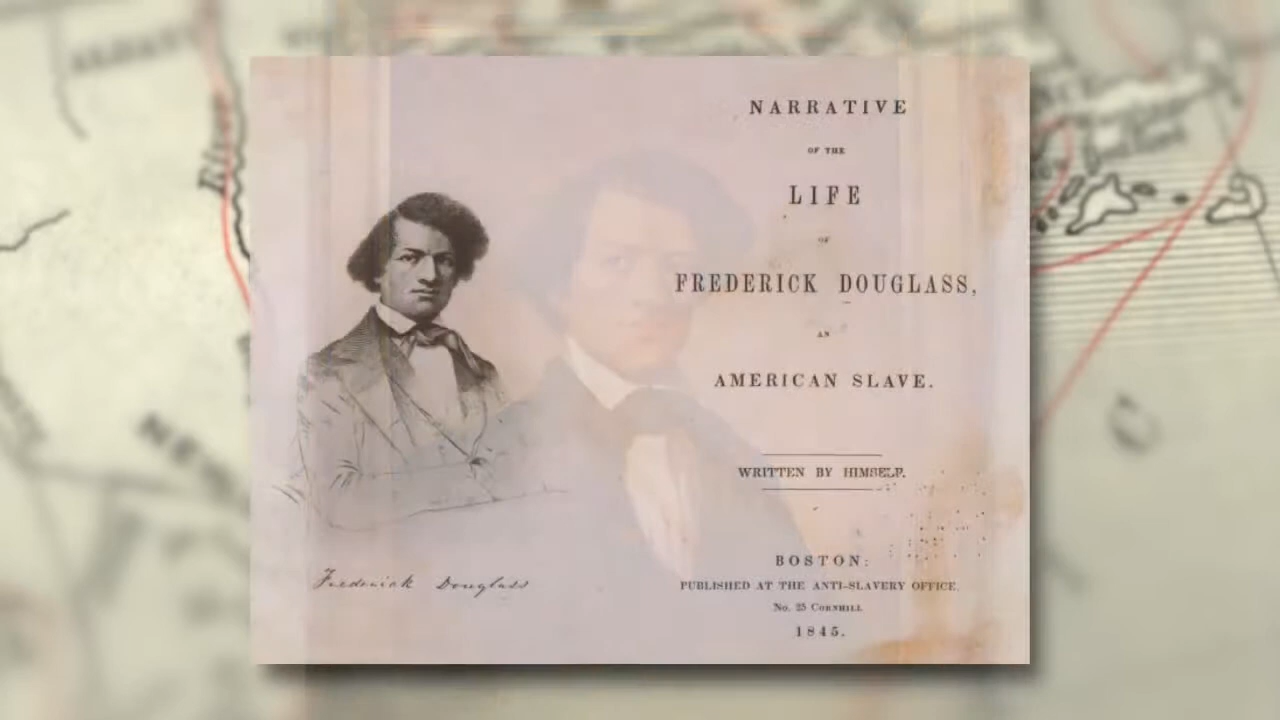 NARRATIVE
OF THE
LIFE
OF
FREDERICK DOUGLASS,
AN
AMERICAN SLAVE.
WRITTEN BY HIMSELF.
BOSTON:
PUBLISHED AT THE ANTI-SLAVERY OFFICE,
No. 25 CORNHILL
1845.
Frederick Douglass
River